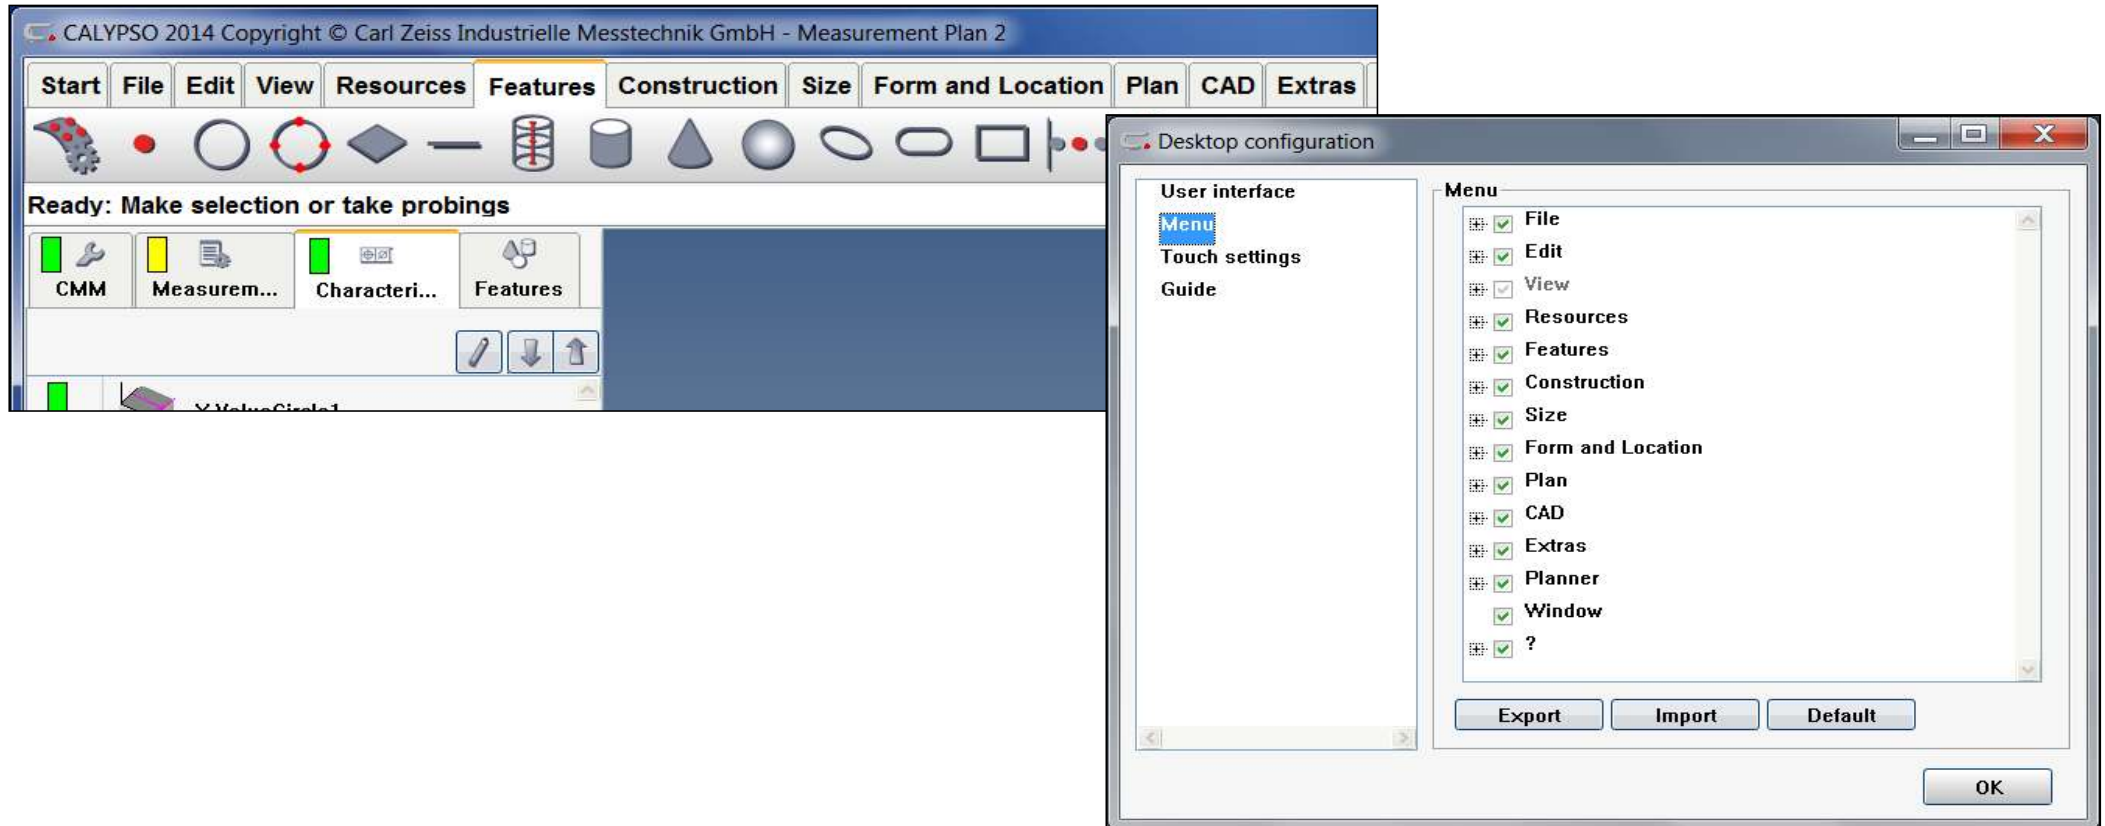 CALYPSO 2014 Copyright © Carl Zeiss Industrielle Messtechnik GmbH - Measurement Plan 2
Start File Edit View Resources Features Construction Size Form and Location Plan CAD Extras
Ready: Make selection or take probings
CMM Measurem... Characteri... Features
X ValueCircle1
Desktop configuration
User interface
Menu
Touch settings
Guide
Menu
File
Edit
View
Resources
Features
Construction
Size
Form and Location
Plan
CAD
Extras
Planner
Window
?
Export Import Default
OK